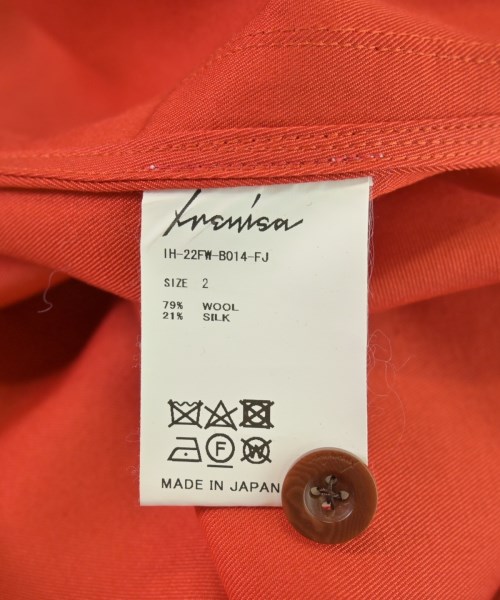 Irenisa
IH-22FW-B014-FJ
SIZE 2
79% WOOL
21% SILK
F W
MADE IN JAPAN